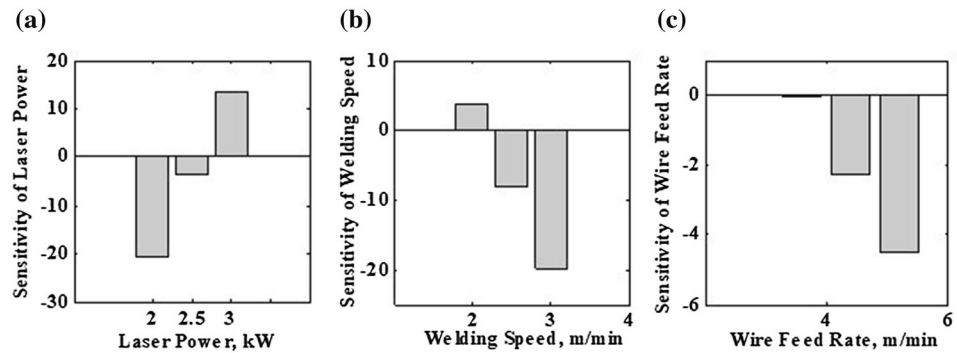 (a)
Sensitivity of Laser Power
20
10
0
-10
-20
-30
2 2.5 3
Laser Power, kW
(b)
Sensitivity of Welding Speed
10
0
-10
-20
2 3 4
Welding Speed, m/min
(c)
Sensitivity of Wire Feed Rate
0
-2
-4
-6
4 6
Wire Feed Rate, m/min